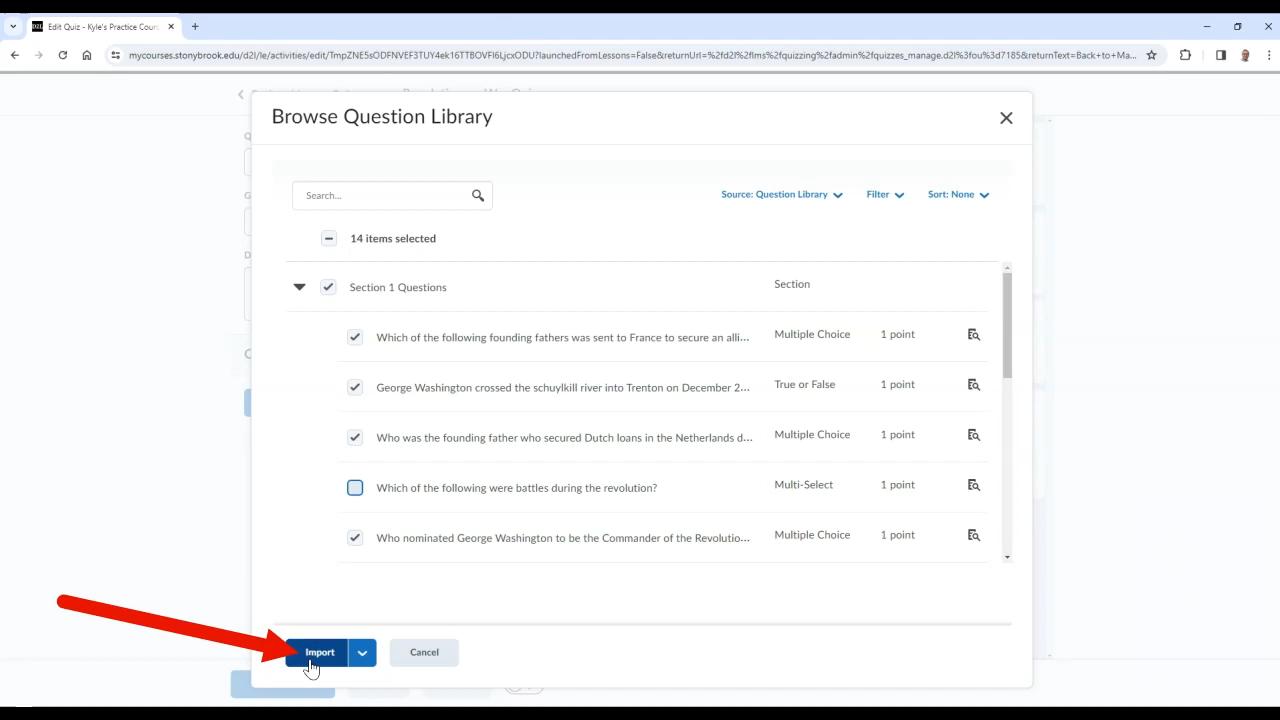 Edit Quiz - Kyle's Practice Cours
mycourses.stonybrook.edu/d2l/le/activities/edit/TmpZNE5sODFNVEF3TUY4ek16TTBOVFl6LjcxODU?launchedFromLessons=False&returnUrl=%2fd2l%2flms%2fquizzing%2fadmin%2fquizzes_manage.d2l%3fou%3d7185&returnText=Back+to+Ma...
Browse Question Library
Search...
Source: Question Library
Filter
Sort: None
14 items selected
Section 1 Questions
Section
Which of the following founding fathers was sent to France to secure an alli...
Multiple Choice
1 point
George Washington crossed the schuylkill river into Trenton on December 2...
True or False
1 point
Who was the founding father who secured Dutch loans in the Netherlands d...
Multiple Choice
1 point
Which of the following were battles during the revolution?
Multi-Select
1 point
Who nominated George Washington to be the Commander of the Revolutio...
Multiple Choice
1 point
Import
Cancel